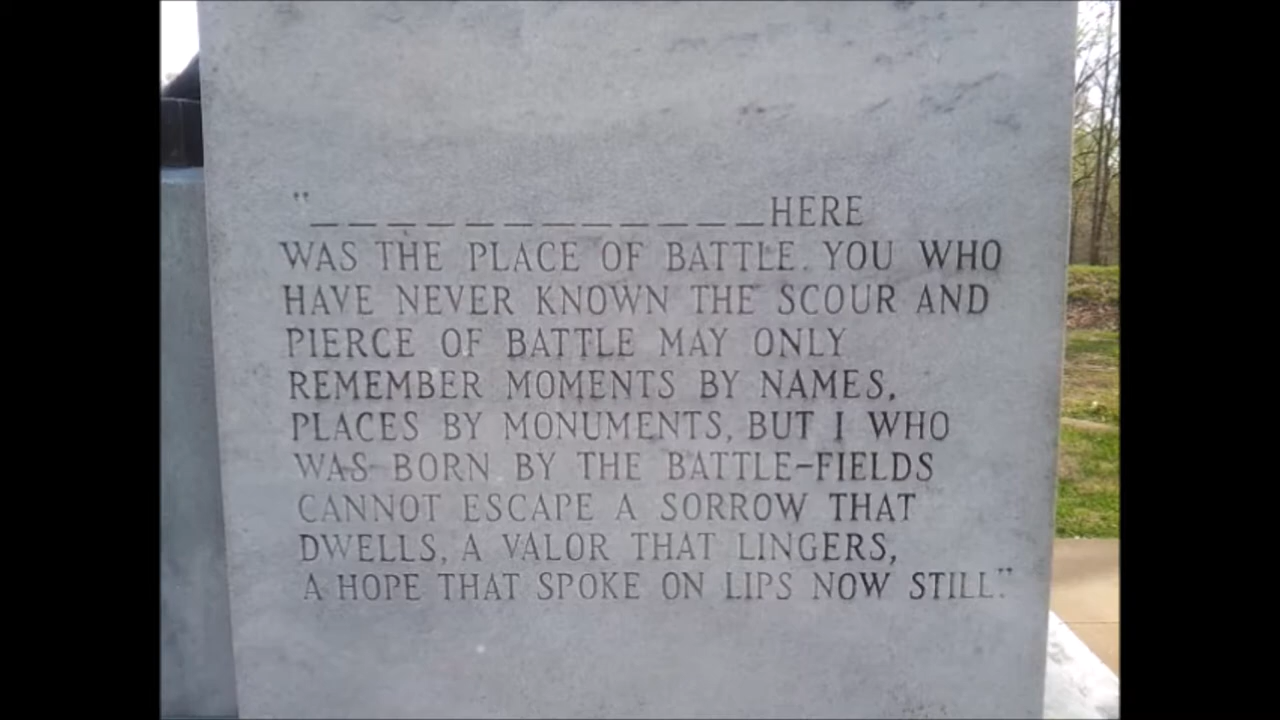 "_ _ _ _ _ _ _ _ _ _ _ _HERE
WAS THE PLACE OF BATTLE. YOU WHO
HAVE NEVER KNOWN THE SCOUR AND
PIERCE OF BATTLE MAY ONLY
REMEMBER MOMENTS BY NAMES,
PLACES BY MONUMENTS, BUT I WHO
WAS BORN BY THE BATTLE-FIELDS
CANNOT ESCAPE A SORROW THAT
DWELLS, A VALOR THAT LINGERS,
A HOPE THAT SPOKE ON LIPS NOW STILL."